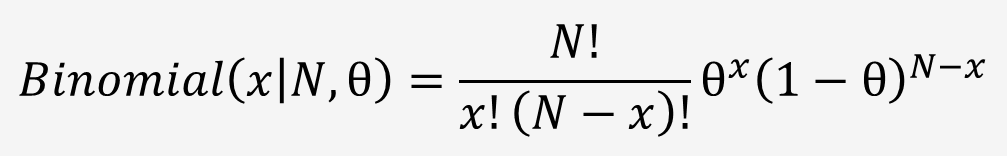 Binomial(x|N, θ) = N! / x! (N − x)! θ^x (1 − θ)^{N−x}